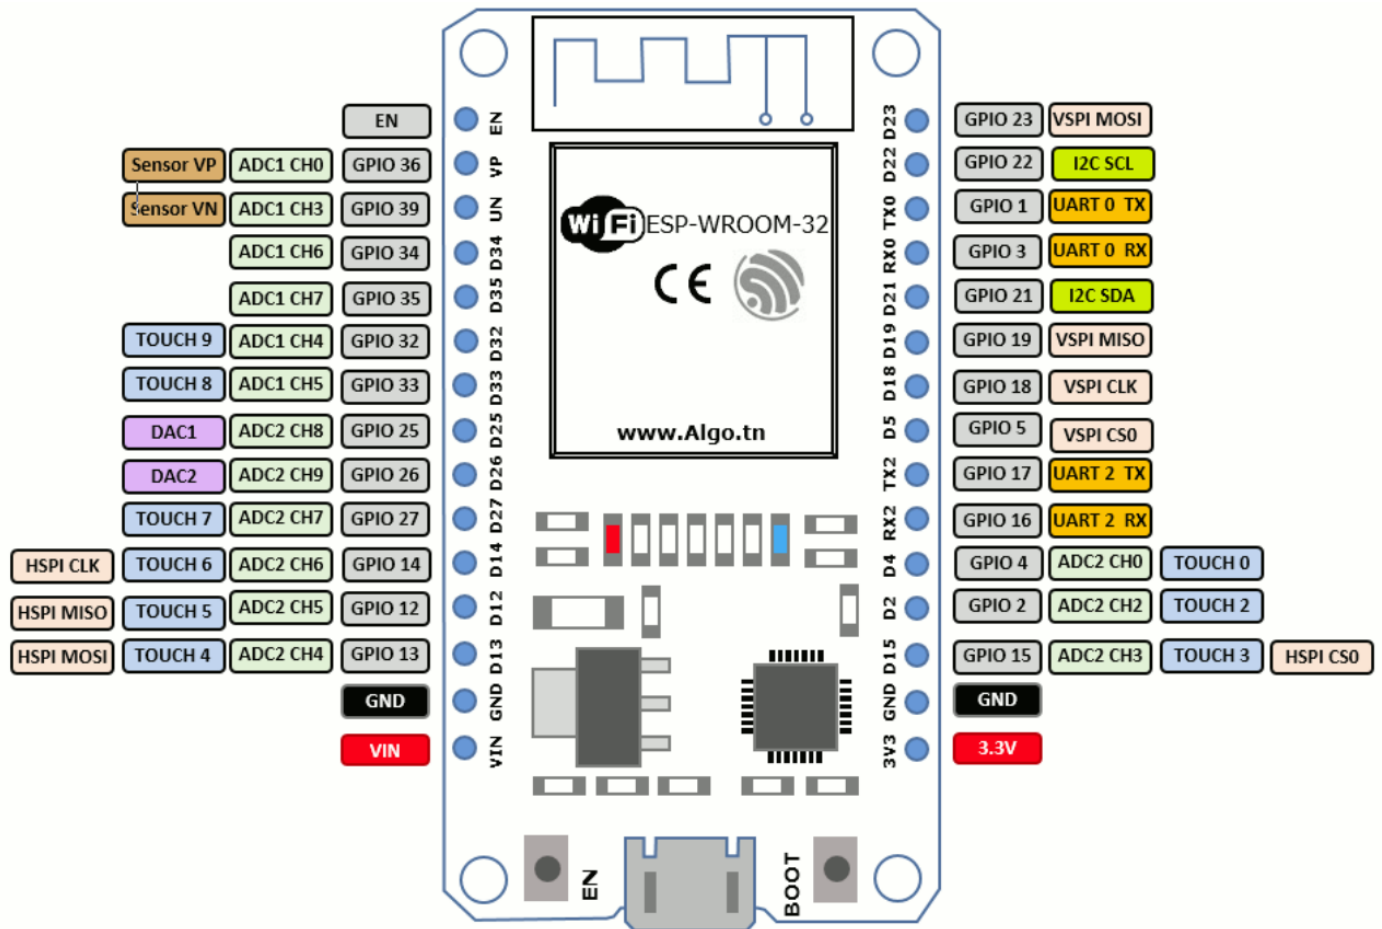 EN EN D23 GPIO 23 VSPI MOSI
Sensor VP ADC1 CH0 GPIO 36 VP D22 GPIO 22 I2C SCL
Sensor VN ADC1 CH3 GPIO 39 UN TX0 GPIO 1 UART 0 TX
WiFi ESP-WROOM-32
ADC1 CH6 GPIO 34 D34 RX0 GPIO 3 UART 0 RX
CE
ADC1 CH7 GPIO 35 D35 D21 GPIO 21 I2C SDA
TOUCH 9 ADC1 CH4 GPIO 32 D32 D19 GPIO 19 VSPI MISO
TOUCH 8 ADC1 CH5 GPIO 33 D33 D18 GPIO 18 VSPI CLK
DAC1 ADC2 CH8 GPIO 25 D25 www.Algo.tn D5 GPIO 5 VSPI CS0
DAC2 ADC2 CH9 GPIO 26 D26 TX2 GPIO 17 UART 2 TX
TOUCH 7 ADC2 CH7 GPIO 27 D27 RX2 GPIO 16 UART 2 RX
HSPI CLK TOUCH 6 ADC2 CH6 GPIO 14 D14 D4 GPIO 4 ADC2 CH0 TOUCH 0
HSPI MISO TOUCH 5 ADC2 CH5 GPIO 12 D12 D2 GPIO 2 ADC2 CH2 TOUCH 2
HSPI MOSI TOUCH 4 ADC2 CH4 GPIO 13 D13 D15 GPIO 15 ADC2 CH3 TOUCH 3 HSPI CS0
GND GND GND GND
VIN VIN 3V3 3.3V
EN BOOT